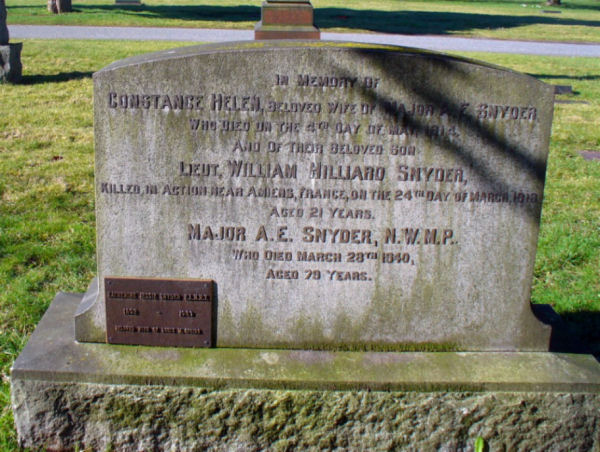 In Memory Of
Constance Helen, Beloved Wife of Major A.E. Snyder,
Who Died on the 4th Day of May 1914.
And of Their Beloved Son
Lieut. William Hilliard Snyder,
Killed, in Action near Amiens, France, on the 24th Day of March, 1918,
Aged 21 Years.
Major A.E. Snyder, N.W.M.P.
Who Died March 28th 1940,
Aged 79 Years.